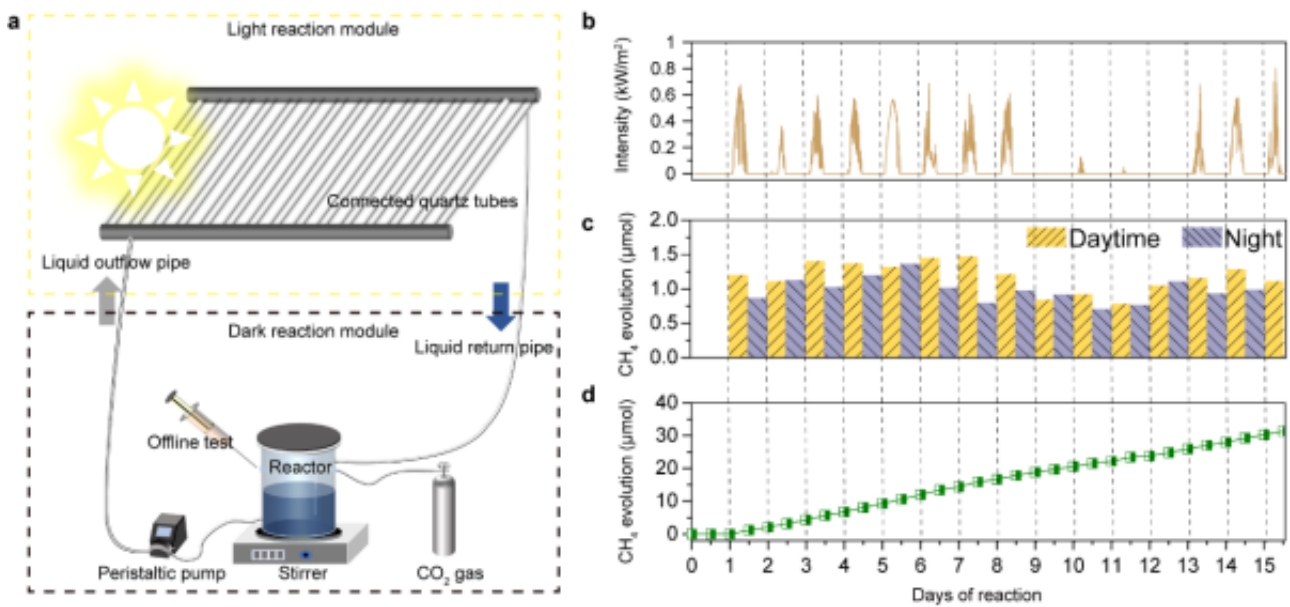 a
Light reaction module
Connected quartz tubes
Liquid outflow pipe
Dark reaction module
Liquid return pipe
Offline test
Reactor
Peristaltic pump
Stirrer
CO₂ gas
b
Intensity (kW/m²)
1
0.8
0.6
0.4
0.2
0
c
CH₄ evolution (μmol)
2.0
1.5
1.0
0.5
0.0
Daytime
Night
d
CH₄ evolution (μmol)
40
30
20
10
0
0 1 2 3 4 5 6 7 8 9 10 11 12 13 14 15
Days of reaction